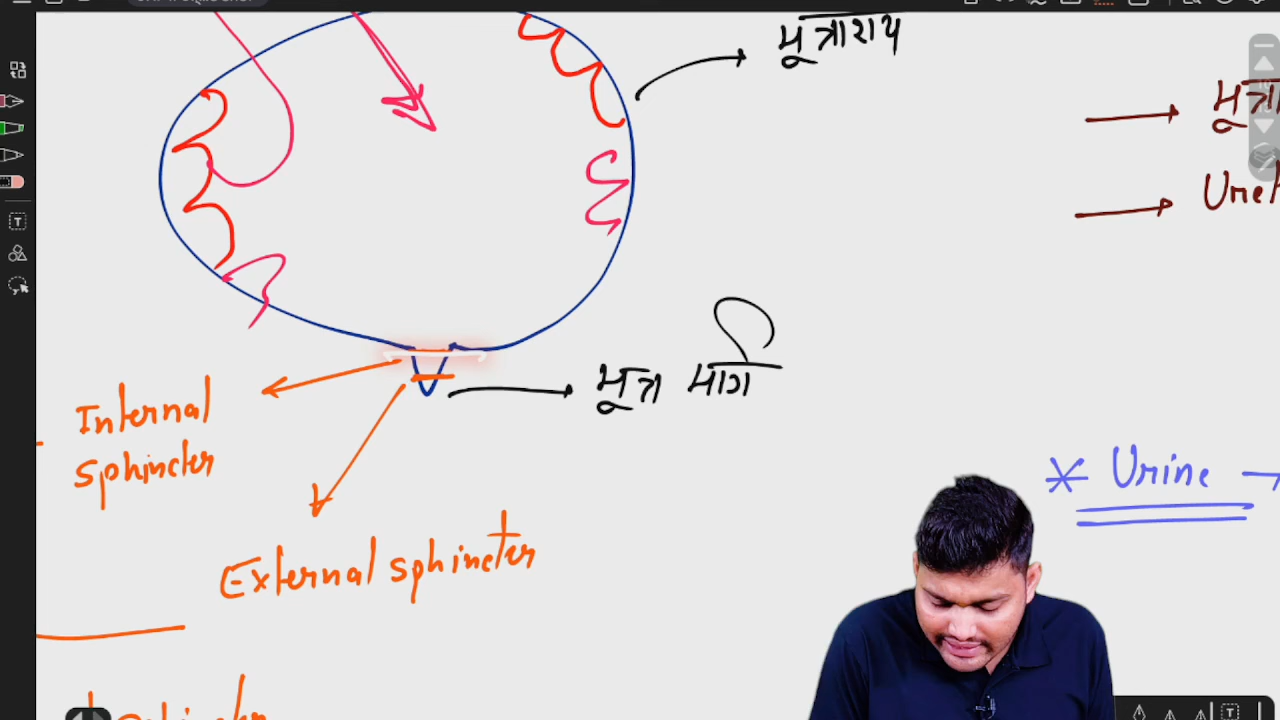 मूत्राशय
Internal
sphincter
External sphincter
मूत्र मार्ग
* Urine →